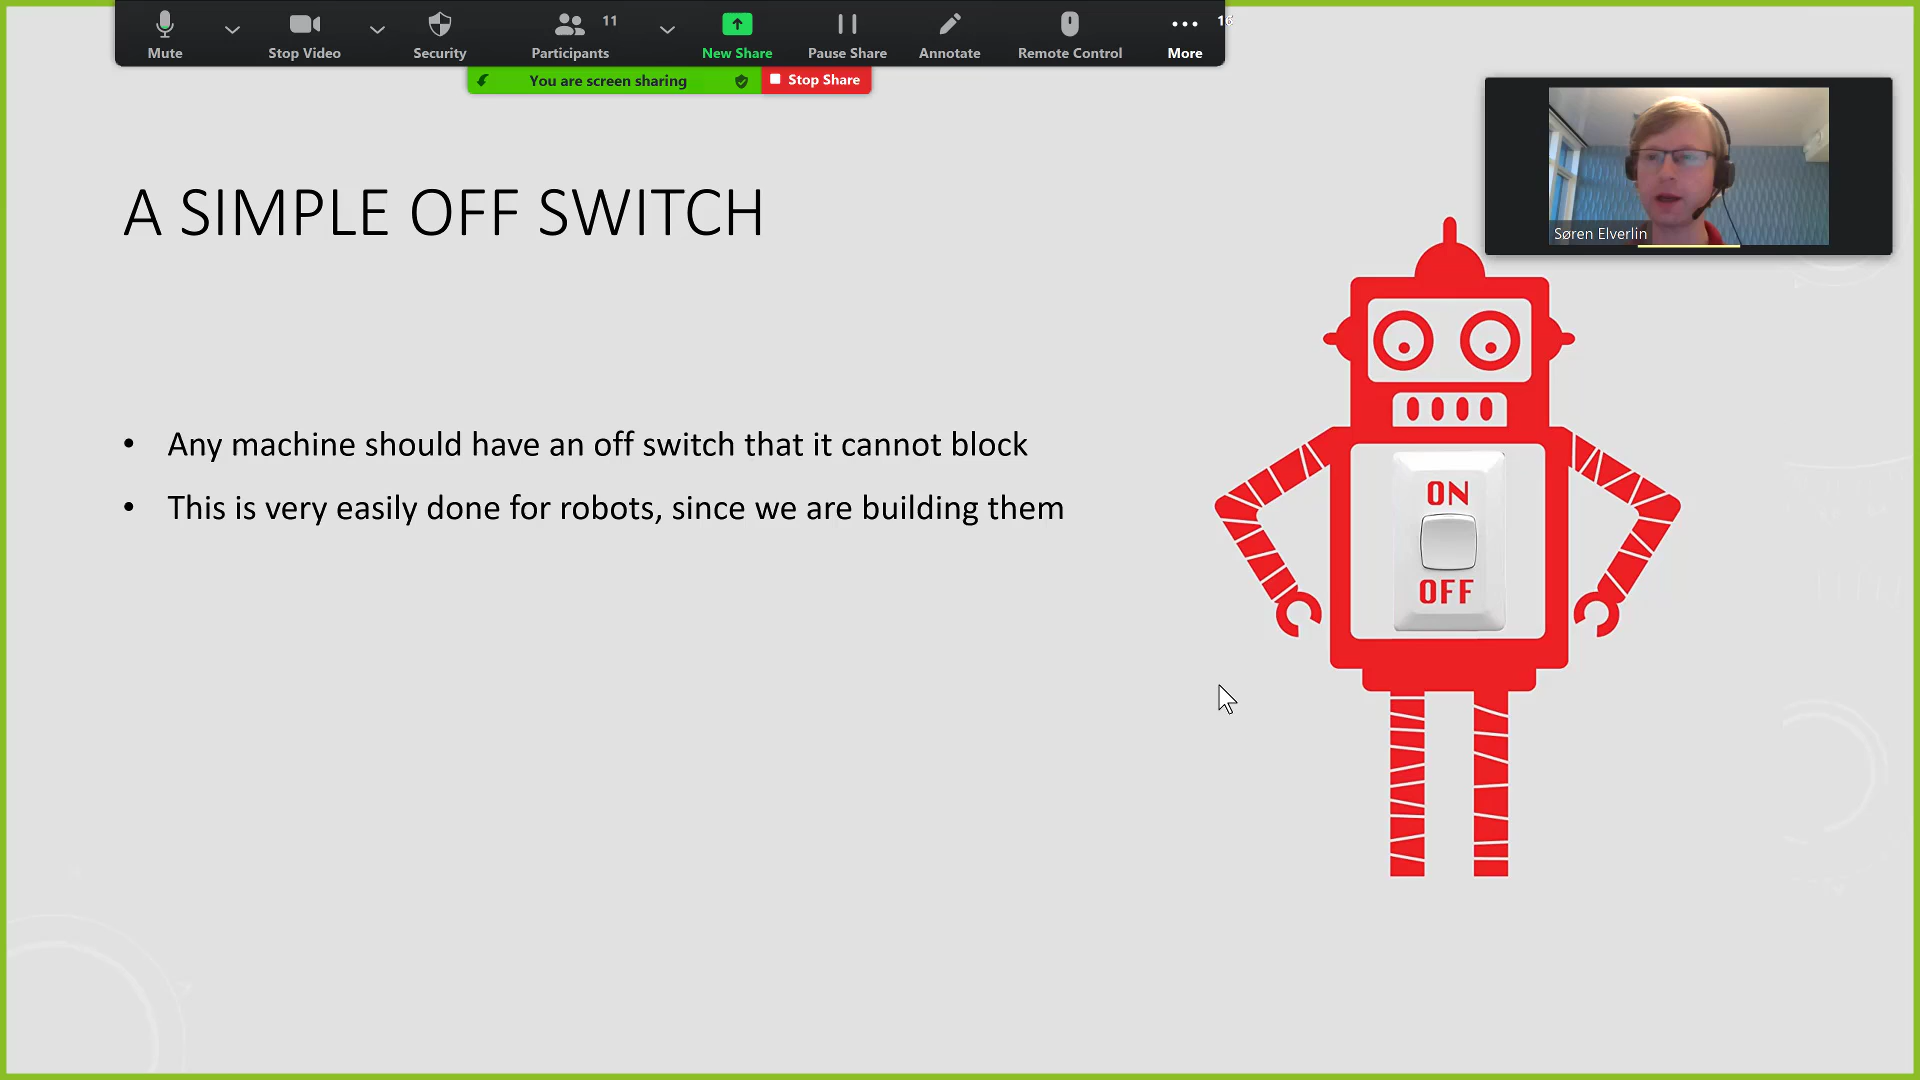 Mute
Stop Video
Security
Participants
11
New Share
Pause Share
Annotate
Remote Control
More
You are screen sharing
Stop Share
Søren Elverlin
A SIMPLE OFF SWITCH
• Any machine should have an off switch that it cannot block
• This is very easily done for robots, since we are building them
ON
OFF